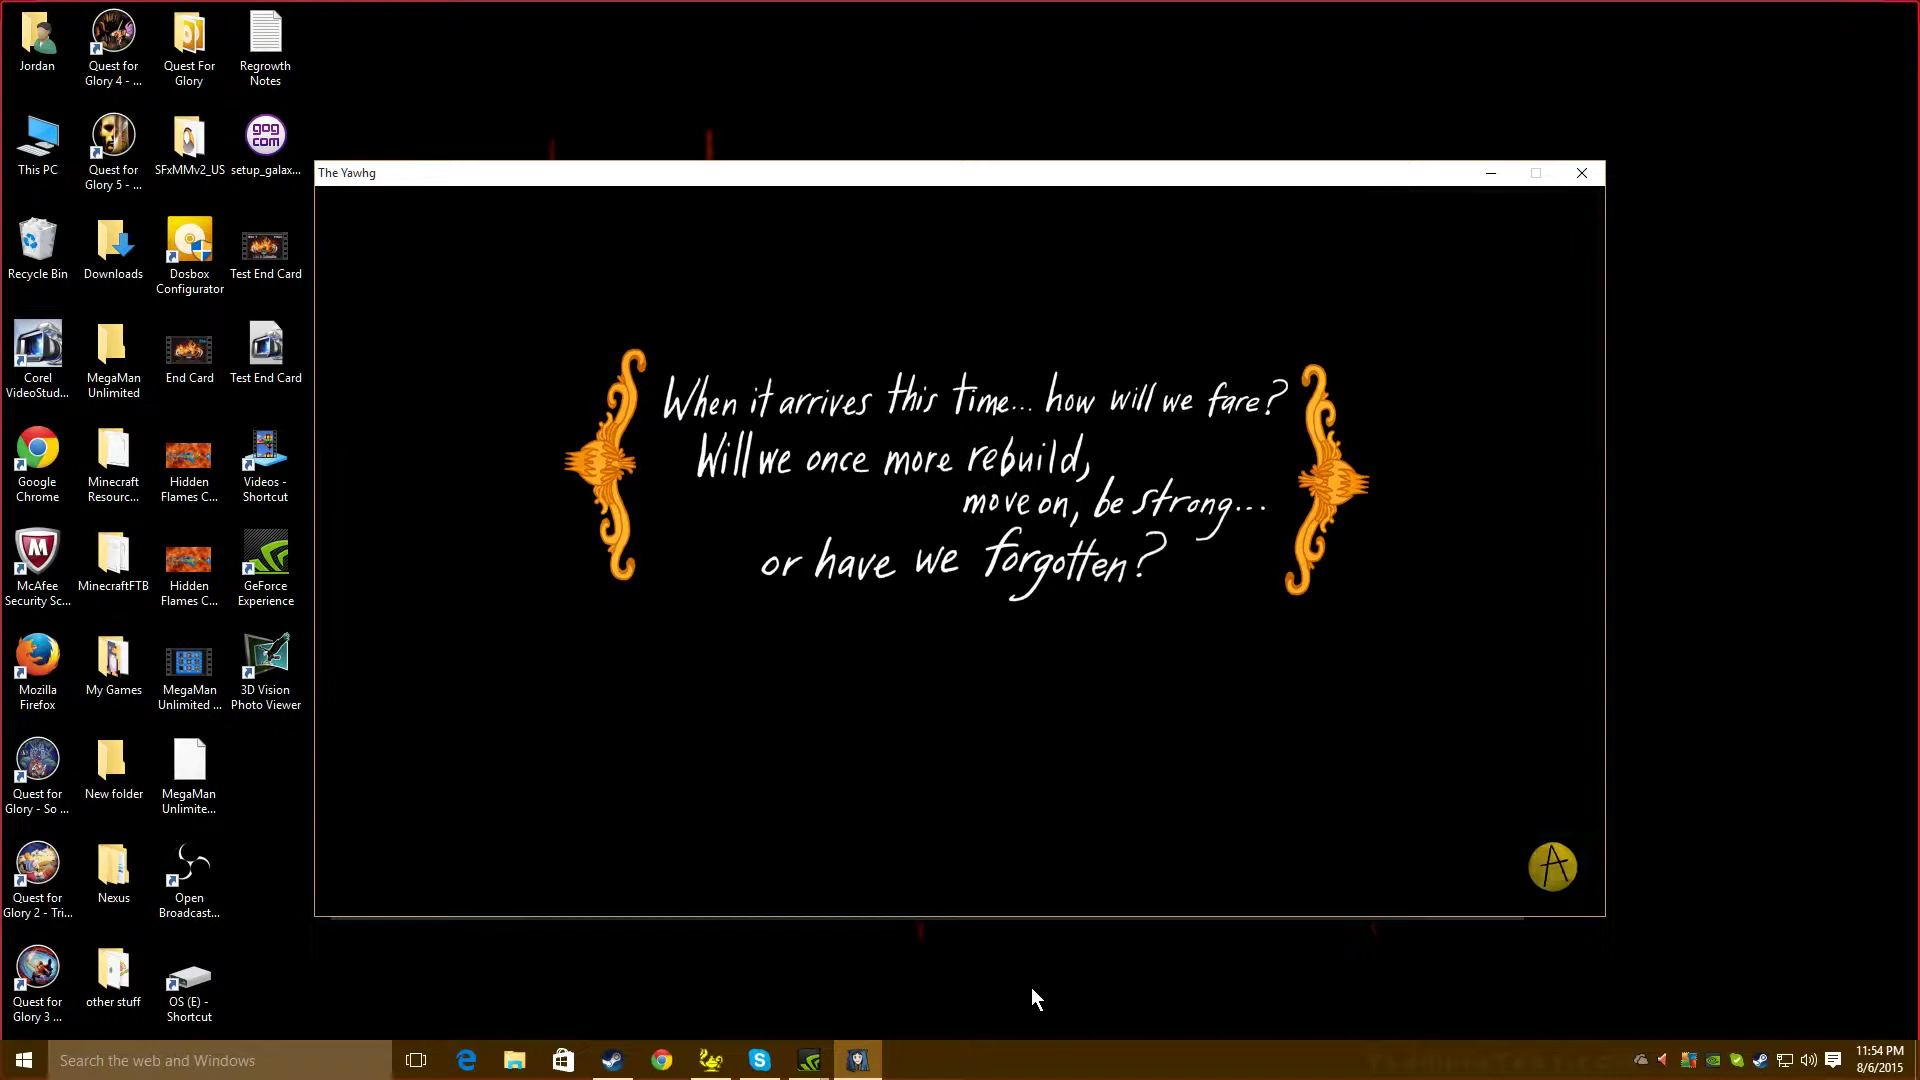 Jordan
Quest for
Glory 4 - ...
Quest For
Glory
Regrowth
Notes
This PC
Quest for
Glory 5 - ...
SFxMMv2_US
gog
com
setup_galax...
Recycle Bin
Downloads
Dosbox
Configurator
Test End Card
Corel
VideoStud...
MegaMan
Unlimited
End Card
Test End Card
Google
Chrome
Minecraft
Resourc...
Hidden
Flames C...
Videos -
Shortcut
McAfee
Security Sc...
MinecraftFTB
Hidden
Flames C...
GeForce
Experience
Mozilla
Firefox
My Games
MegaMan
Unlimited ...
3D Vision
Photo Viewer
Quest for
Glory - So ...
New folder
MegaMan
Unlimite...
Quest for
Glory 2 - Tri...
Nexus
Open
Broadcast...
Quest for
Glory 3 ...
other stuff
OS (E) -
Shortcut
The Yawhg
When it arrives this time... how will we fare?
Will we once more rebuild,
move on, be strong...
or have we forgotten?
A
Search the web and Windows
11:54 PM
8/6/2015